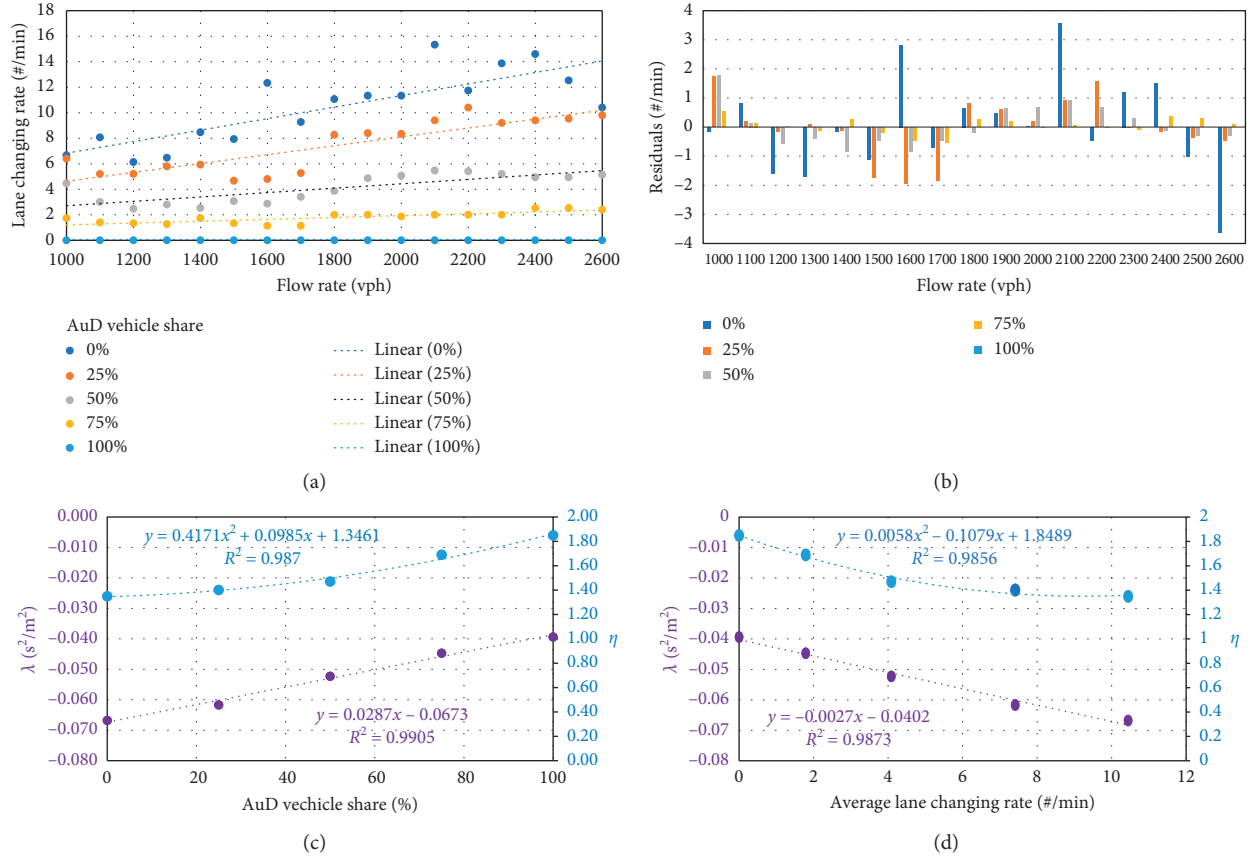 18
16
14
12
10
8
6
4
2
0
Lane changing rate (#/min)
1000 1200 1400 1600 1800 2000 2200 2400 2600
Flow rate (vph)
AuD vehicle share
0%
25%
50%
75%
100%
Linear (0%)
Linear (25%)
Linear (50%)
Linear (75%)
Linear (100%)
(a)
4
3
2
1
0
–1
–2
–3
–4
Residuals (#/min)
1000 1100 1200 1300 1400 1500 1600 1700 1800 1900 2000 2100 2200 2300 2400 2500 2600
Flow rate (vph)
0%
25%
50%
75%
100%
(b)
0.000
–0.010
–0.020
–0.030
–0.040
–0.050
–0.060
–0.070
–0.080
λ (s²/m²)
y = 0.4171x² + 0.0985x + 1.3461
R² = 0.987
y = 0.0287x – 0.0673
R² = 0.9905
2.00
1.80
1.60
1.40
1.20
1.00
0.80
0.60
0.40
0.20
0.00
η
0 20 40 60 80 100
AuD vechicle share (%)
(c)
0
–0.01
–0.02
–0.03
–0.04
–0.05
–0.06
–0.07
–0.08
λ (s²/m²)
y = 0.0058x² – 0.1079x + 1.8489
R² = 0.9856
y = –0.0027x – 0.0402
R² = 0.9873
2
1.8
1.6
1.4
1.2
1
0.8
0.6
0.4
0.2
0
η
0 2 4 6 8 10 12
Average lane changing rate (#/min)
(d)